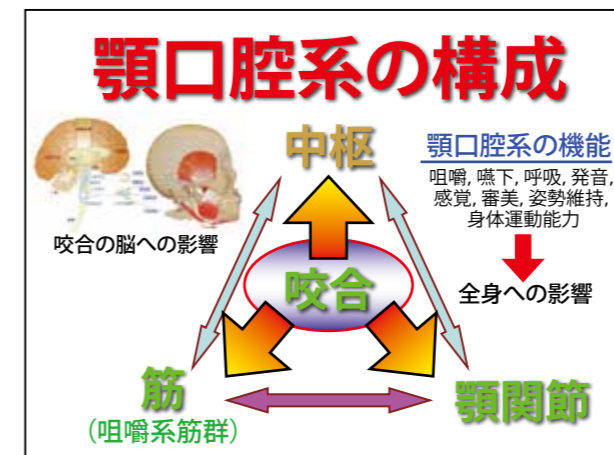 顎口腔系の構成
中枢
顎口腔系の機能
咀嚼, 嚥下, 呼吸, 発音,
感覚, 審美, 姿勢維持,
身体運動能力
咬合の脳への影響
全身への影響
咬合
筋
(咀嚼系筋群)
顎関節